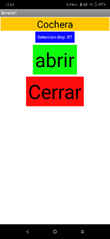 Screen1
Cochera
Seleccion disp. BT
abrir
Cerrar